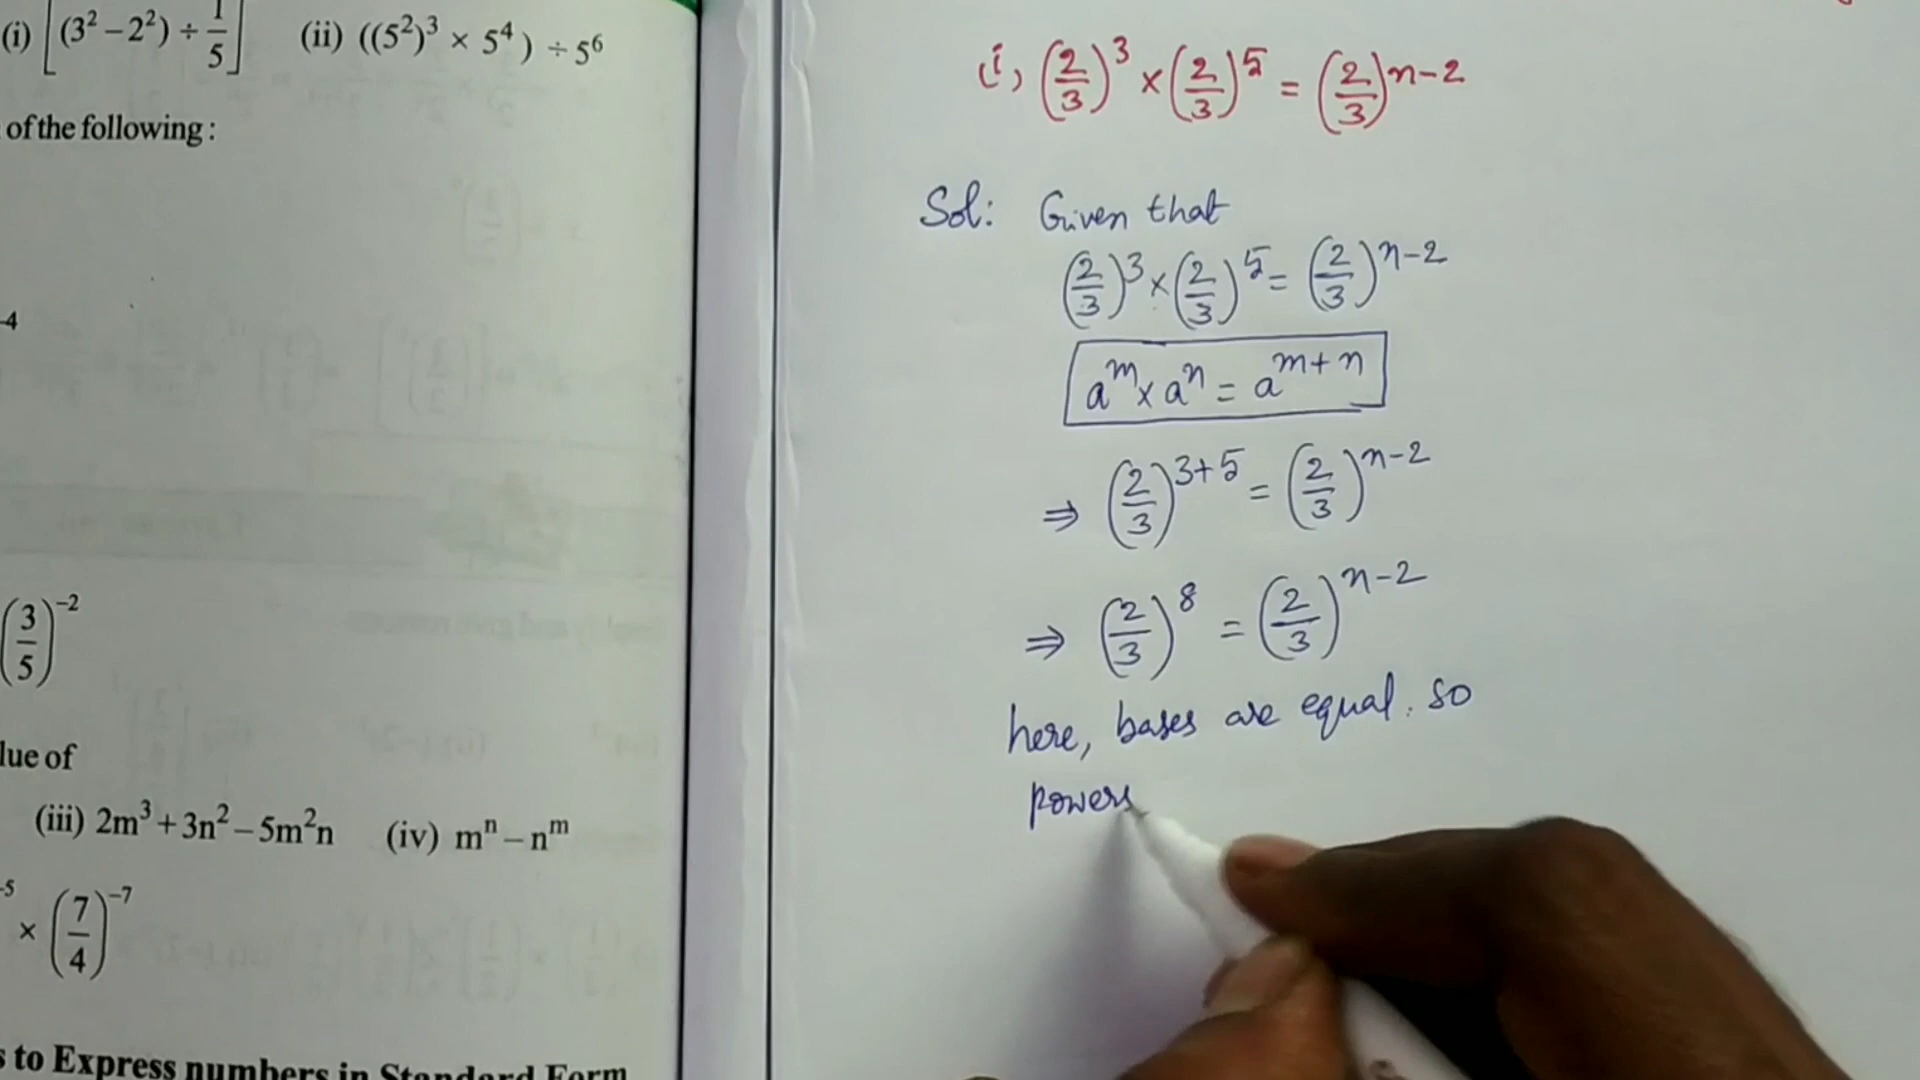 (i) [(3² – 2²) ÷ 1/5] (ii) ((5²)³ × 5⁴) ÷ 5⁶
of the following :
-4
(3/5)⁻²
lue of
(iii) 2m³ + 3n² – 5m²n (iv) mⁿ – nᵐ
-5 × (7/4)⁻⁷
s to Express numbers in Standard Form
(i) (2/3)³ × (2/3)⁵ = (2/3)ⁿ⁻²
Sol: Given that
(2/3)³ × (2/3)⁵ = (2/3)ⁿ⁻²
aᵐ × aⁿ = aᵐ⁺ⁿ
⇒ (2/3)³⁺⁵ = (2/3)ⁿ⁻²
⇒ (2/3)⁸ = (2/3)ⁿ⁻²
here, bases are equal. so
powers